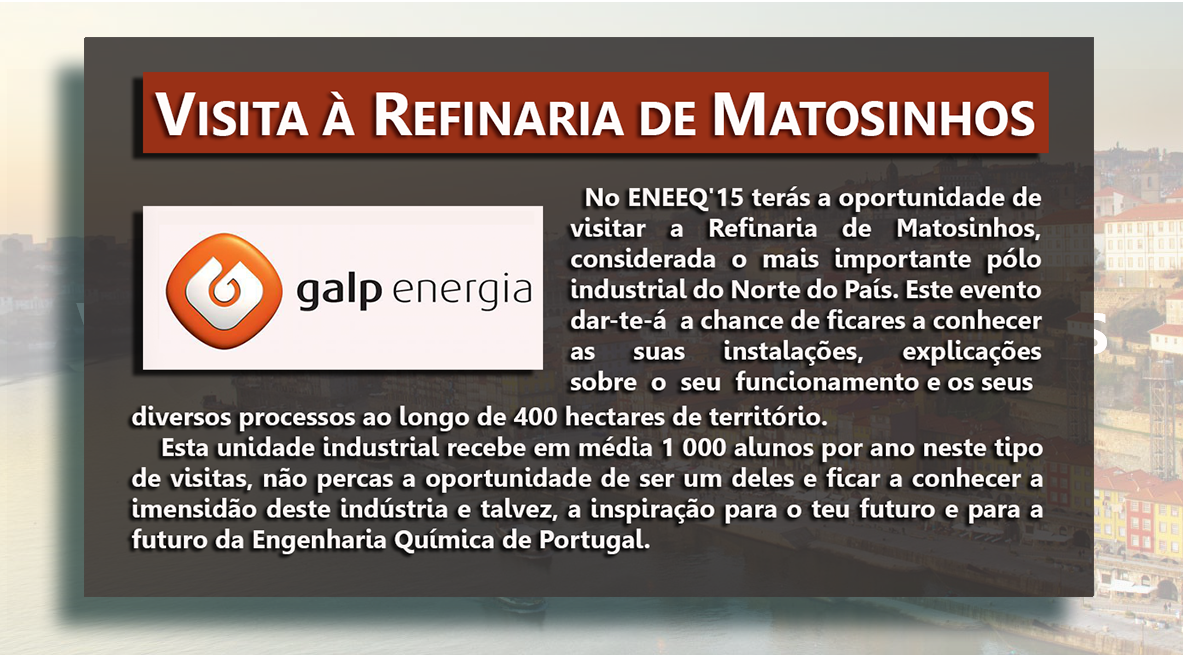 VISITA À REFINARIA DE MATOSINHOS
galp energia
No ENEEQ'15 terás a oportunidade de
visitar a Refinaria de Matosinhos,
considerada o mais importante pólo
industrial do Norte do País. Este evento
dar-te-á a chance de ficares a conhecer
as suas instalações, explicações
sobre o seu funcionamento e os seus
diversos processos ao longo de 400 hectares de território.
Esta unidade industrial recebe em média 1 000 alunos por ano neste tipo
de visitas, não percas a oportunidade de ser um deles e ficar a conhecer a
imensidão deste indústria e talvez, a inspiração para o teu futuro e para a
futuro da Engenharia Química de Portugal.